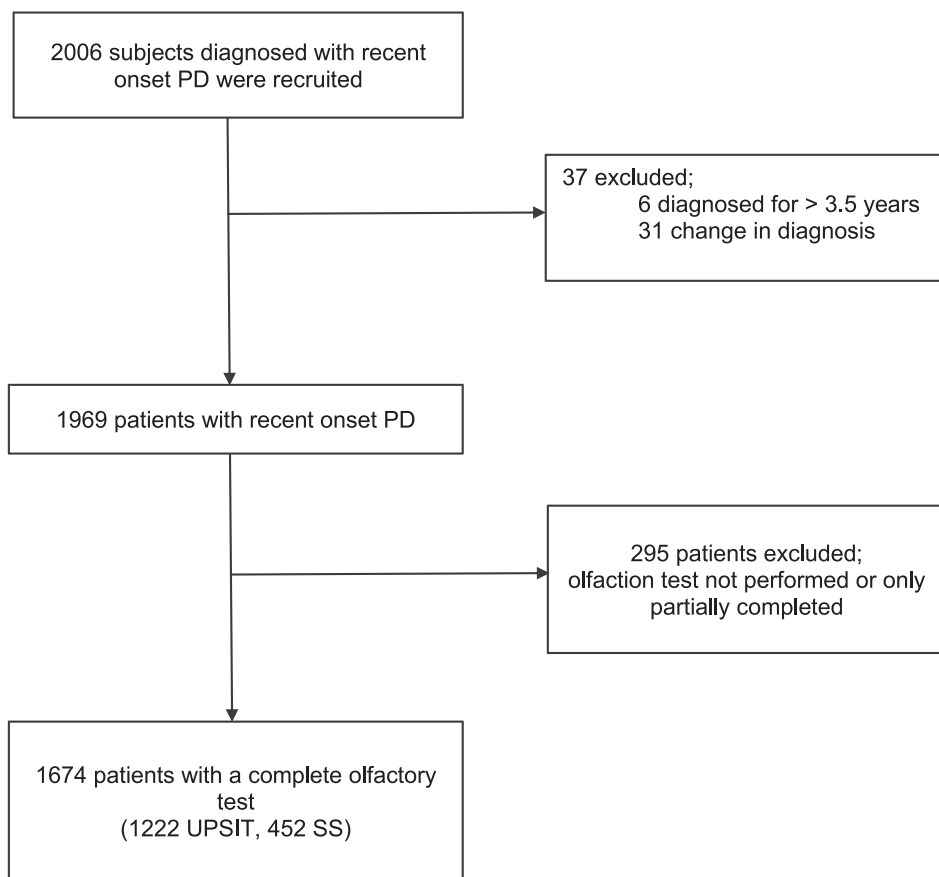 2006 subjects diagnosed with recent
onset PD were recruited
37 excluded;
6 diagnosed for > 3.5 years
31 change in diagnosis
1969 patients with recent onset PD
295 patients excluded;
olfaction test not performed or only
partially completed
1674 patients with a complete olfactory
test
(1222 UPSIT, 452 SS)